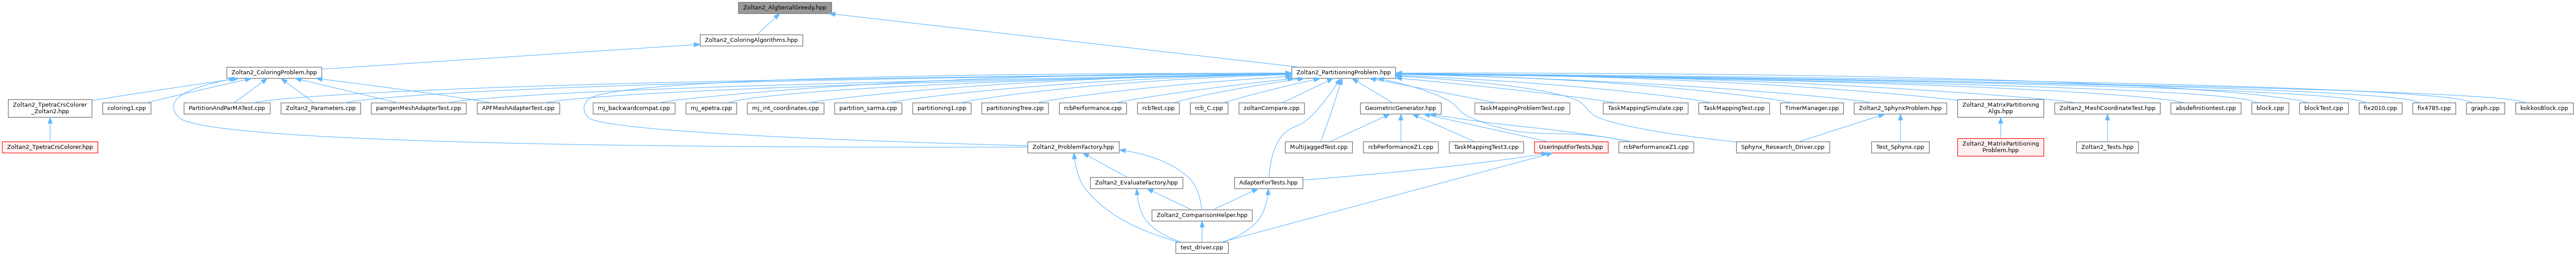 Zoltan2_AlgSerialGreedy.hpp
Zoltan2_ColoringAlgorithms.hpp
Zoltan2_ColoringProblem.hpp
Zoltan2_PartitioningProblem.hpp
Zoltan2_TpetraCrsColorer
_Zoltan2.hpp
coloring1.cpp
PartitionAndParMATest.cpp
Zoltan2_Parameters.cpp
pamgenMeshAdapterTest.cpp
APFMeshAdapterTest.cpp
mj_backwardcompat.cpp
mj_epetra.cpp
mj_int_coordinates.cpp
partition_sarma.cpp
partitioning1.cpp
partitioningTree.cpp
rcbPerformance.cpp
rcbTest.cpp
rcb_C.cpp
zoltanCompare.cpp
GeometricGenerator.hpp
TaskMappingProblemTest.cpp
TaskMappingSimulate.cpp
TaskMappingTest.cpp
TimerManager.cpp
Zoltan2_SphynxProblem.hpp
Zoltan2_MatrixPartitioning
Algs.hpp
Zoltan2_MeshCoordinateTest.hpp
absdefinitiontest.cpp
block.cpp
blockTest.cpp
fix2010.cpp
fix4785.cpp
graph.cpp
kokkosBlock.cpp
Zoltan2_TpetraCrsColorer.hpp
Zoltan2_ProblemFactory.hpp
MultiJaggedTest.cpp
rcbPerformanceZ1.cpp
TaskMappingTest3.cpp
UserInputForTests.hpp
rcbPerformanceZ1.cpp
Sphynx_Research_Driver.cpp
Test_Sphynx.cpp
Zoltan2_MatrixPartitioning
Problem.hpp
Zoltan2_Tests.hpp
Zoltan2_EvaluateFactory.hpp
AdapterForTests.hpp
Zoltan2_ComparisonHelper.hpp
test_driver.cpp